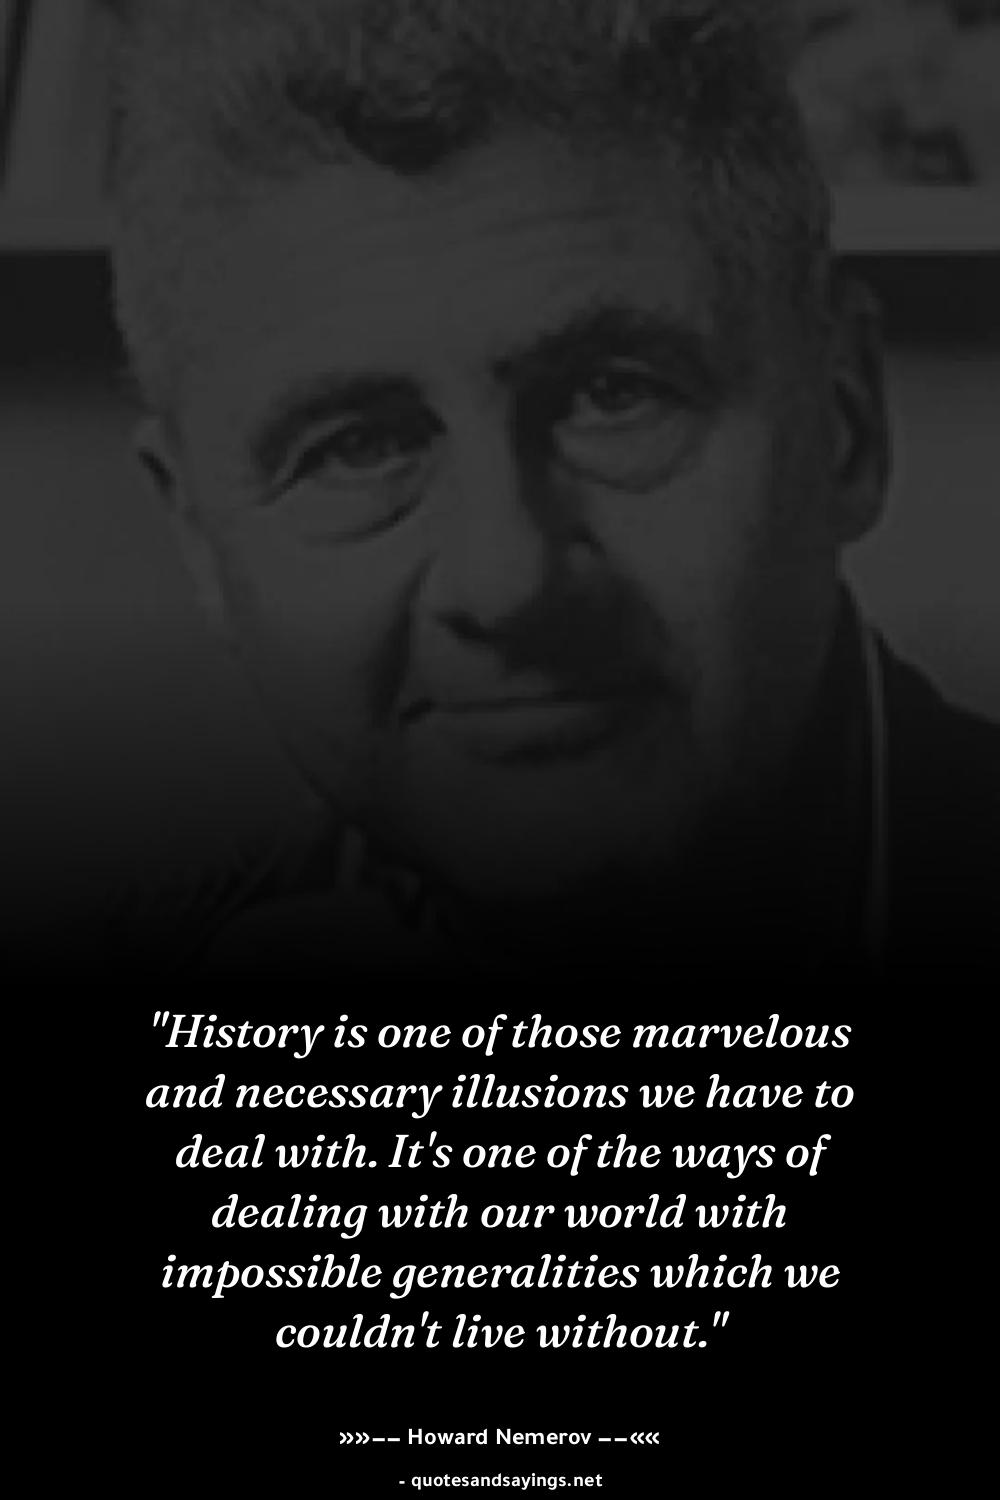 "History is one of those marvelous
and necessary illusions we have to
deal with. It's one of the ways of
dealing with our world with
impossible generalities which we
couldn't live without."
»»—— Howard Nemerov ——««
- quotesandsayings.net